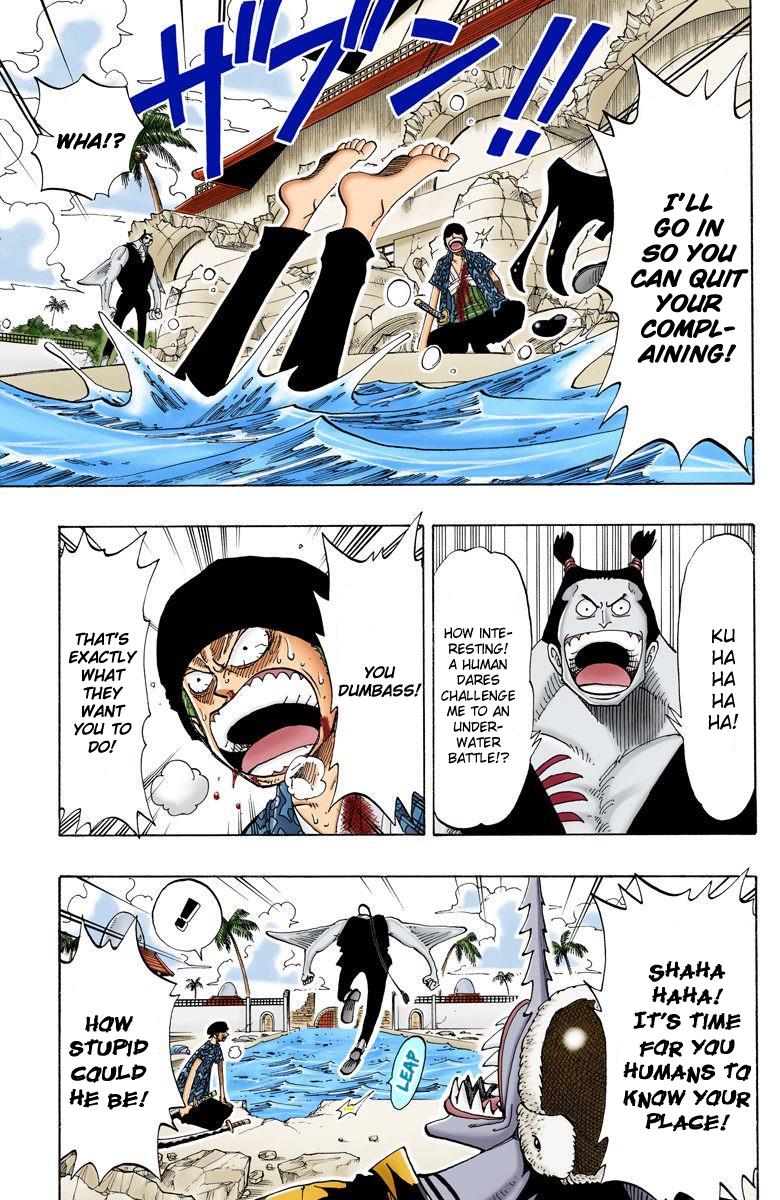 I'LL
GO IN
SO YOU
CAN QUIT
YOUR
COMPL-
AINING!
ザブン!!
WHA!?
KU
HA
HA
HA
HA!
HOW INTE-
RESTING!
A HUMAN
DARES
CHALLENGE
ME TO AN
UNDER-
WATER
BATTLE!?
YOU
DUMBASS!
THAT'S
EXACTLY
WHAT
THEY
WANT
YOU TO
DO!
SHAHA
HAHA!
IT'S TIME
FOR YOU
HUMANS TO
KNOW YOUR
PLACE!
LEAP
!
HOW
STUPID
COULD
HE BE!